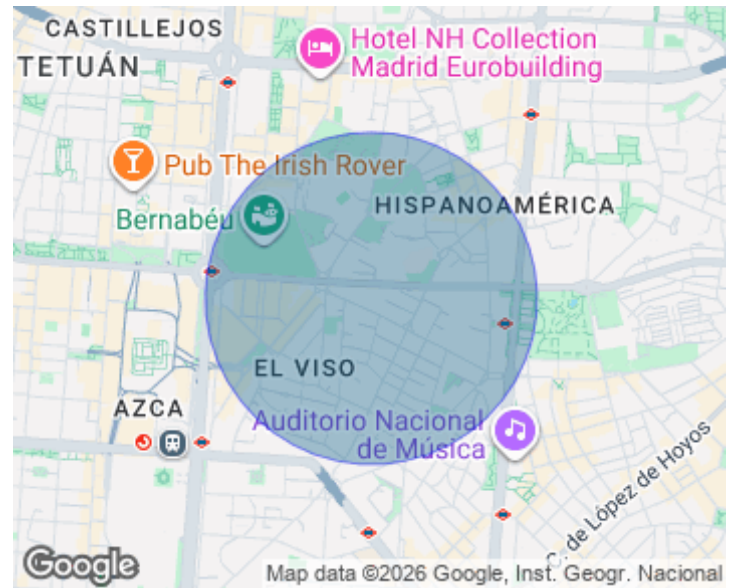 CASTILLEJOS
TETUÁN
Hotel NH Collection
Madrid Eurobuilding
Pub The Irish Rover
Bernabéu
HISPANOAMÉRICA
EL VISO
AZCA
Auditorio Nacional
de Música
C. de López de Hoyos
Google
Map data ©2026 Google, Inst. Geogr. Nacional